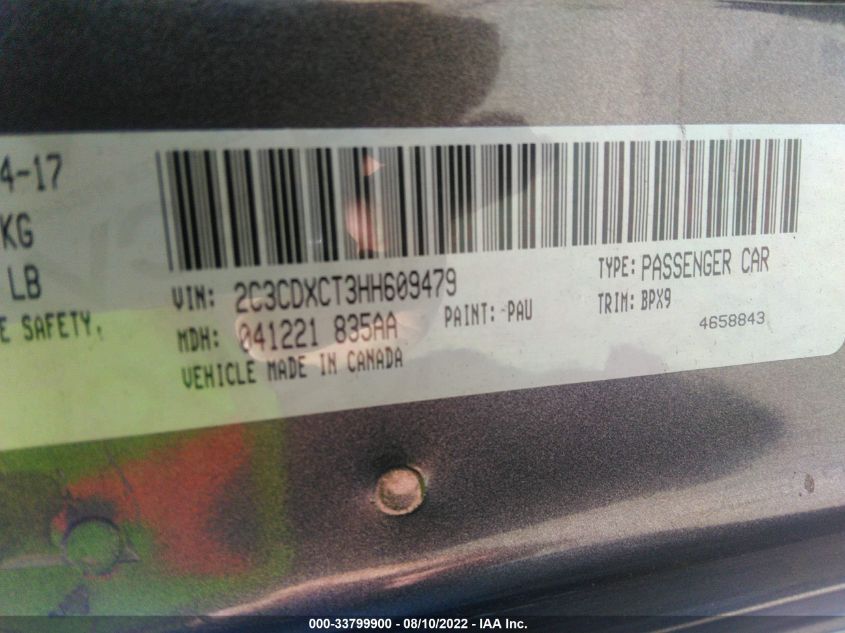 4-17
KG
LB
E SAFETY,
VIN: 2C3CDXCT3HH609479
TYPE: PASSENGER CAR
MDH: 041221 835AA
PAINT: PAU
TRIM: BPX9
VEHICLE MADE IN CANADA
4658843
000-33799900 - 08/10/2022 - IAA Inc.